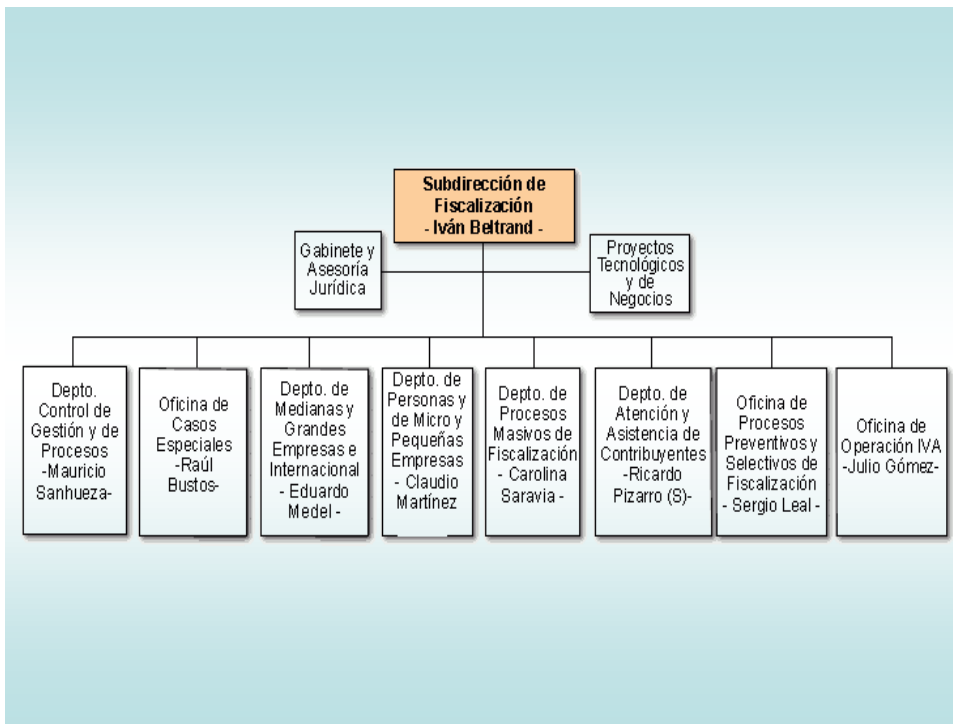 Subdirección de
Fiscalización
- Iván Beltrand -
Gabinete y
Asesoría
Jurídica
Proyectos
Tecnológicos
y de
Negocios
Depto.
Control de
Gestión y de
Procesos
-Mauricio
Sanhueza-
Oficina de
Casos
Especiales
-Raúl
Bustos-
Depto. de
Medianas y
Grandes
Empresas e
Internacional
- Eduardo
Medel -
Depto. de
Personas y
de Micro y
Pequeñas
Empresas
- Claudio
Martínez
Depto. de
Procesos
Masivos de
Fiscalización
- Carolina
Saravia -
Depto. de
Atención y
Asistencia de
Contribuyentes
-Ricardo
Pizarro (S)-
Oficina de
Procesos
Preventivos y
Selectivos de
Fiscalización
- Sergio Leal -
Oficina de
Operación IVA
-Julio Gómez-